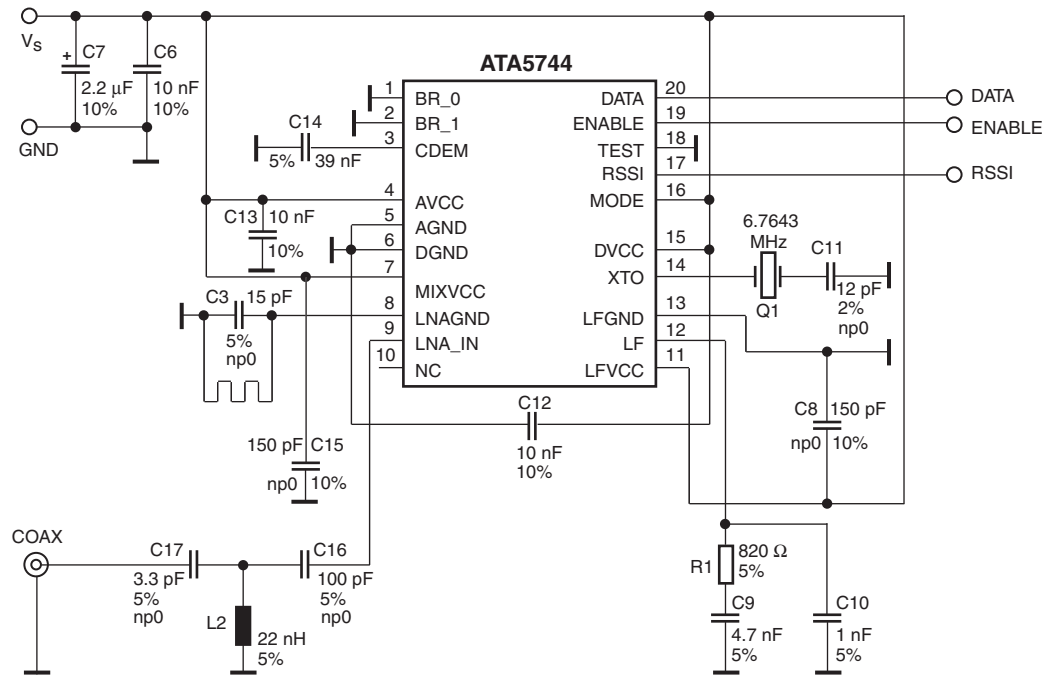 VS
C7
+
2.2 µF
10%
C6
10 nF
10%
GND
ATA5744
1
BR_0
2
BR_1
3
CDEM
4
AVCC
5
AGND
6
DGND
7
MIXVCC
8
LNAGND
9
LNA_IN
10
NC
20
DATA
19
ENABLE
18
TEST
17
RSSI
16
MODE
15
DVCC
14
XTO
13
LFGND
12
LF
11
LFVCC
DATA
ENABLE
RSSI
C14
5%
39 nF
C13
10 nF
10%
C3
15 pF
5%
np0
6.7643
MHz
Q1
C11
12 pF
2%
np0
C12
10 nF
10%
C8
150 pF
np0
10%
150 pF
C15
np0
10%
COAX
C17
3.3 pF
5%
np0
C16
100 pF
5%
np0
L2
22 nH
5%
R1
820 Ω
5%
C9
4.7 nF
5%
C10
1 nF
5%